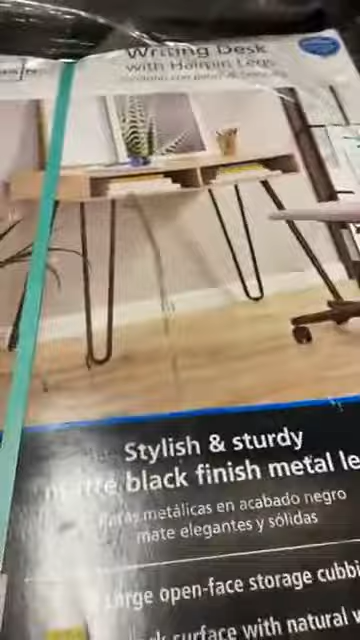 Writing Desk
with Hairpin Legs
Stylish & sturdy
matte black finish metal le
Patas metálicas en acabado negro
mate elegantes y sólidas
Large open-face storage cubbi
surface with natural